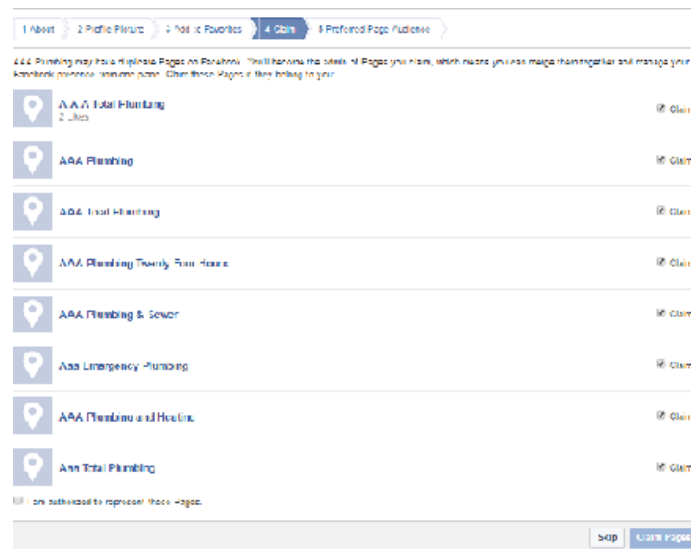 1 About 2 Profile Picture 3 Add to Favorites 4 Claim 5 Preferred Page Audience
AAA Plumbing may have duplicate Pages on Facebook. You'll become the admin of Pages you claim, which means you can merge them together and manage your
Facebook presence from one place. Claim these Pages if they belong to you.
A.A.A Total Plumbing Claim
2 Likes
AAA Plumbing Claim
AAA Total Plumbing Claim
AAA Plumbing Twenty Four Hours Claim
AAA Plumbing & Sewer Claim
Aaa Emergency Plumbing Claim
AAA Plumbing and Heating Claim
Aaa Total Plumbing Claim
I am authorized to represent these Pages.
Skip Claim Pages